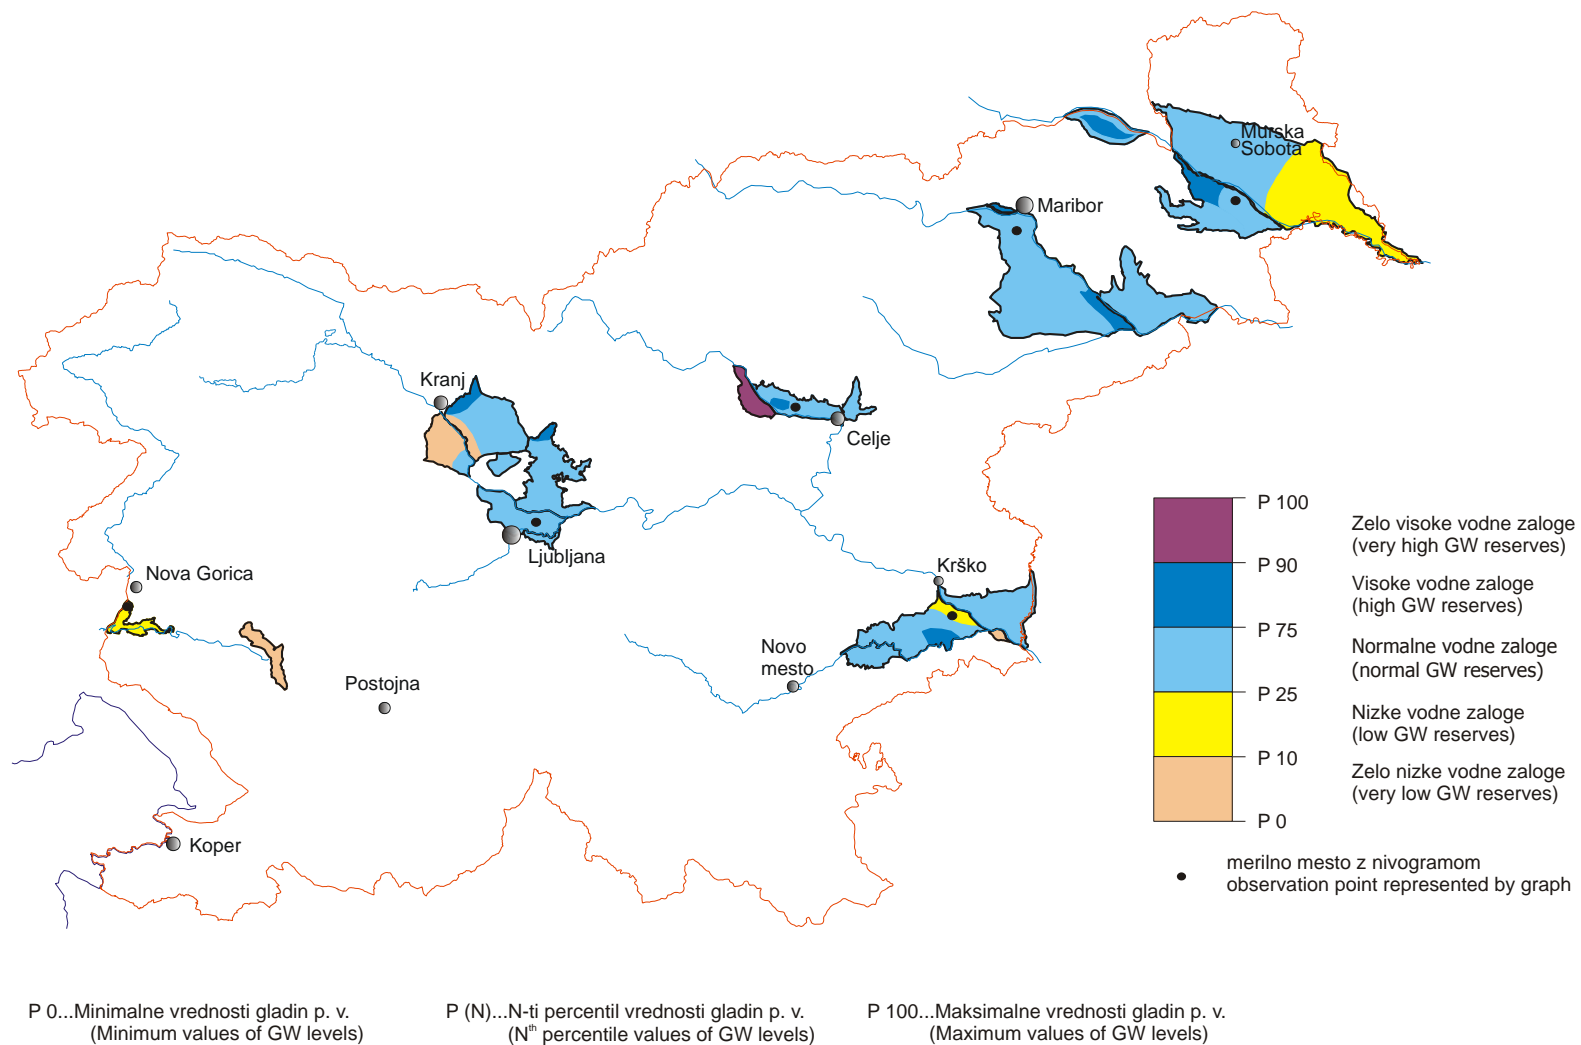 Murska
Sobota
Maribor
Kranj
Celje
Ljubljana
Nova Gorica
Krško
Novo
mesto
Postojna
Koper
P 100
Zelo visoke vodne zaloge
(very high GW reserves)
P 90
Visoke vodne zaloge
(high GW reserves)
P 75
Normalne vodne zaloge
(normal GW reserves)
P 25
Nizke vodne zaloge
(low GW reserves)
P 10
Zelo nizke vodne zaloge
(very low GW reserves)
P 0
merilno mesto z nivogramom
observation point represented by graph
P 0...Minimalne vrednosti gladin p. v.
(Minimum values of GW levels)
P (N)...N-ti percentil vrednosti gladin p. v.
(Nth percentile values of GW levels)
P 100...Maksimalne vrednosti gladin p. v.
(Maximum values of GW levels)